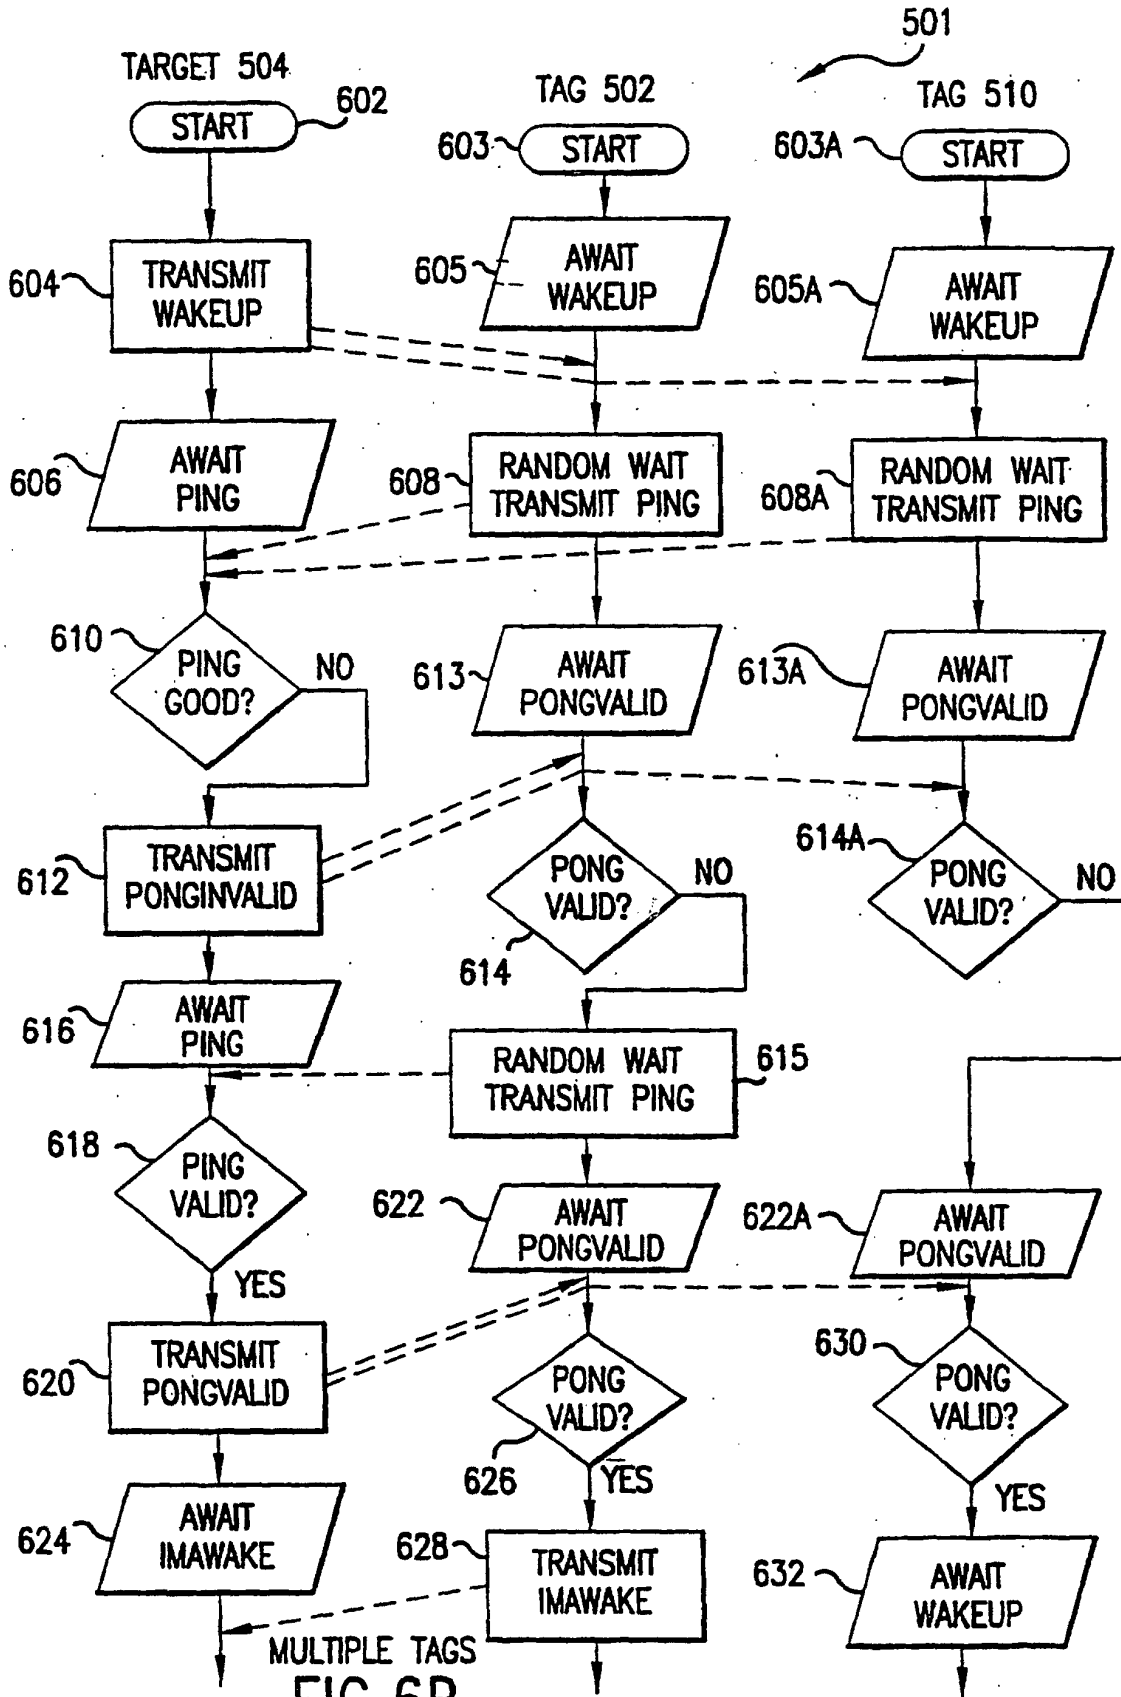 501
TARGET 504
TAG 502
TAG 510
START
602
603
START
603A
START
604
TRANSMIT
WAKEUP
605
AWAIT
WAKEUP
605A
AWAIT
WAKEUP
606
AWAIT
PING
608
RANDOM WAIT
TRANSMIT PING
608A
RANDOM WAIT
TRANSMIT PING
610
PING
GOOD?
NO
613
AWAIT
PONGVALID
613A
AWAIT
PONGVALID
612
TRANSMIT
PONGINVALID
PONG
VALID?
NO
614
614A
PONG
VALID?
NO
616
AWAIT
PING
RANDOM WAIT
TRANSMIT PING
615
618
PING
VALID?
YES
622
AWAIT
PONGVALID
622A
AWAIT
PONGVALID
620
TRANSMIT
PONGVALID
PONG
VALID?
626
YES
630
PONG
VALID?
YES
624
AWAIT
IMAWAKE
628
TRANSMIT
IMAWAKE
632
AWAIT
WAKEUP
MULTIPLE TAGS
FIG. 6B